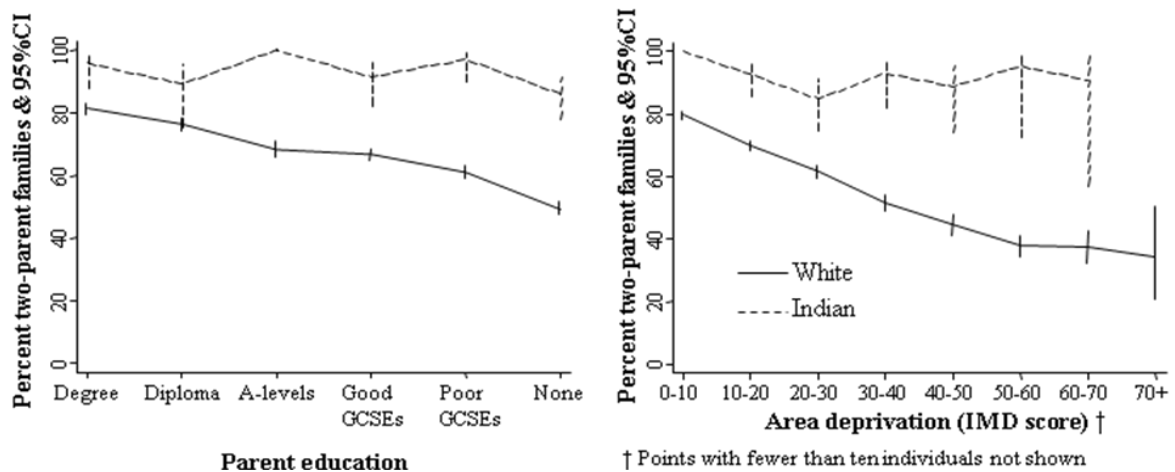 Percent two-parent families & 95%CI
100
80
60
40
20
0
Degree
Diploma
A-levels
Good
GCSEs
Poor
GCSEs
None
Parent education
Percent two-parent families & 95%CI
100
80
60
40
20
0
White
Indian
0-10
10-20
20-30
30-40
40-50
50-60
60-70
70+
Area deprivation (IMD score) †
† Points with fewer than ten individuals not shown